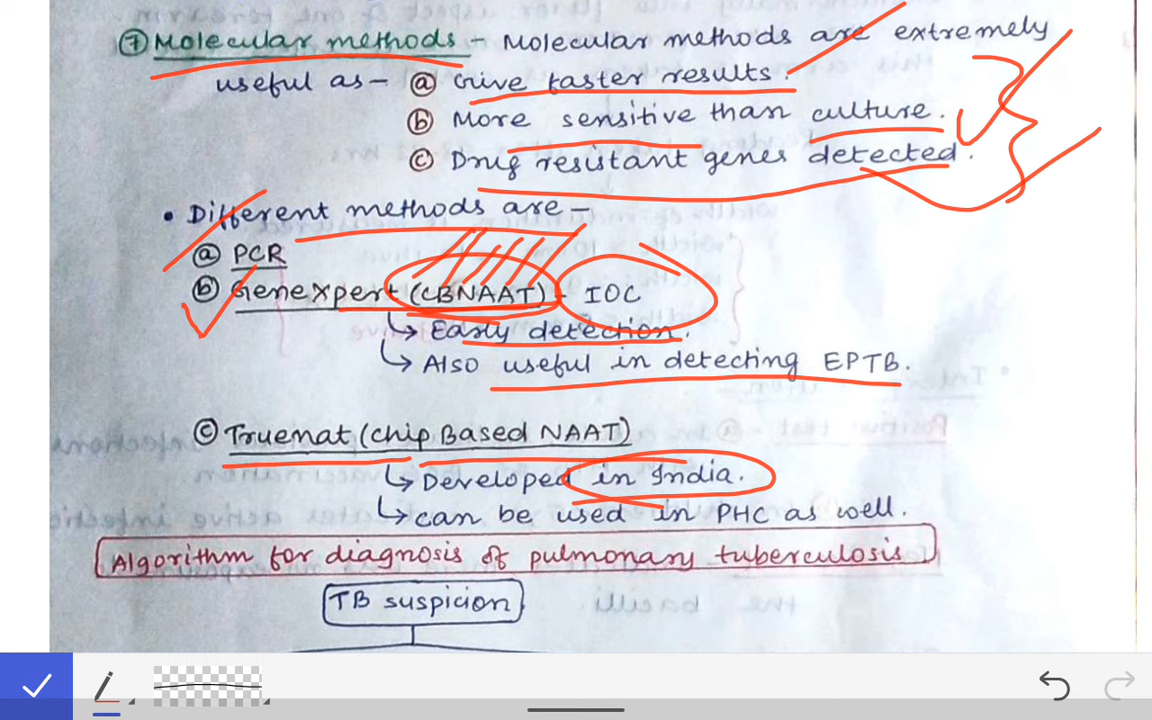 ⑦ Molecular methods - Molecular methods are extremely
useful as - ⓐ Give faster results.
ⓑ More sensitive than culture.
ⓒ Drug resistant genes detected.
• Different methods are -
ⓐ PCR
ⓑ GeneXpert (CBNAAT) - IOC
↳ Early detection.
↳ Also useful in detecting EPTB.
ⓒ Truenat (chip Based NAAT)
↳ Developed in India.
↳ can be used in PHC as well.
Algorithm for diagnosis of pulmonary tuberculosis
TB suspicion